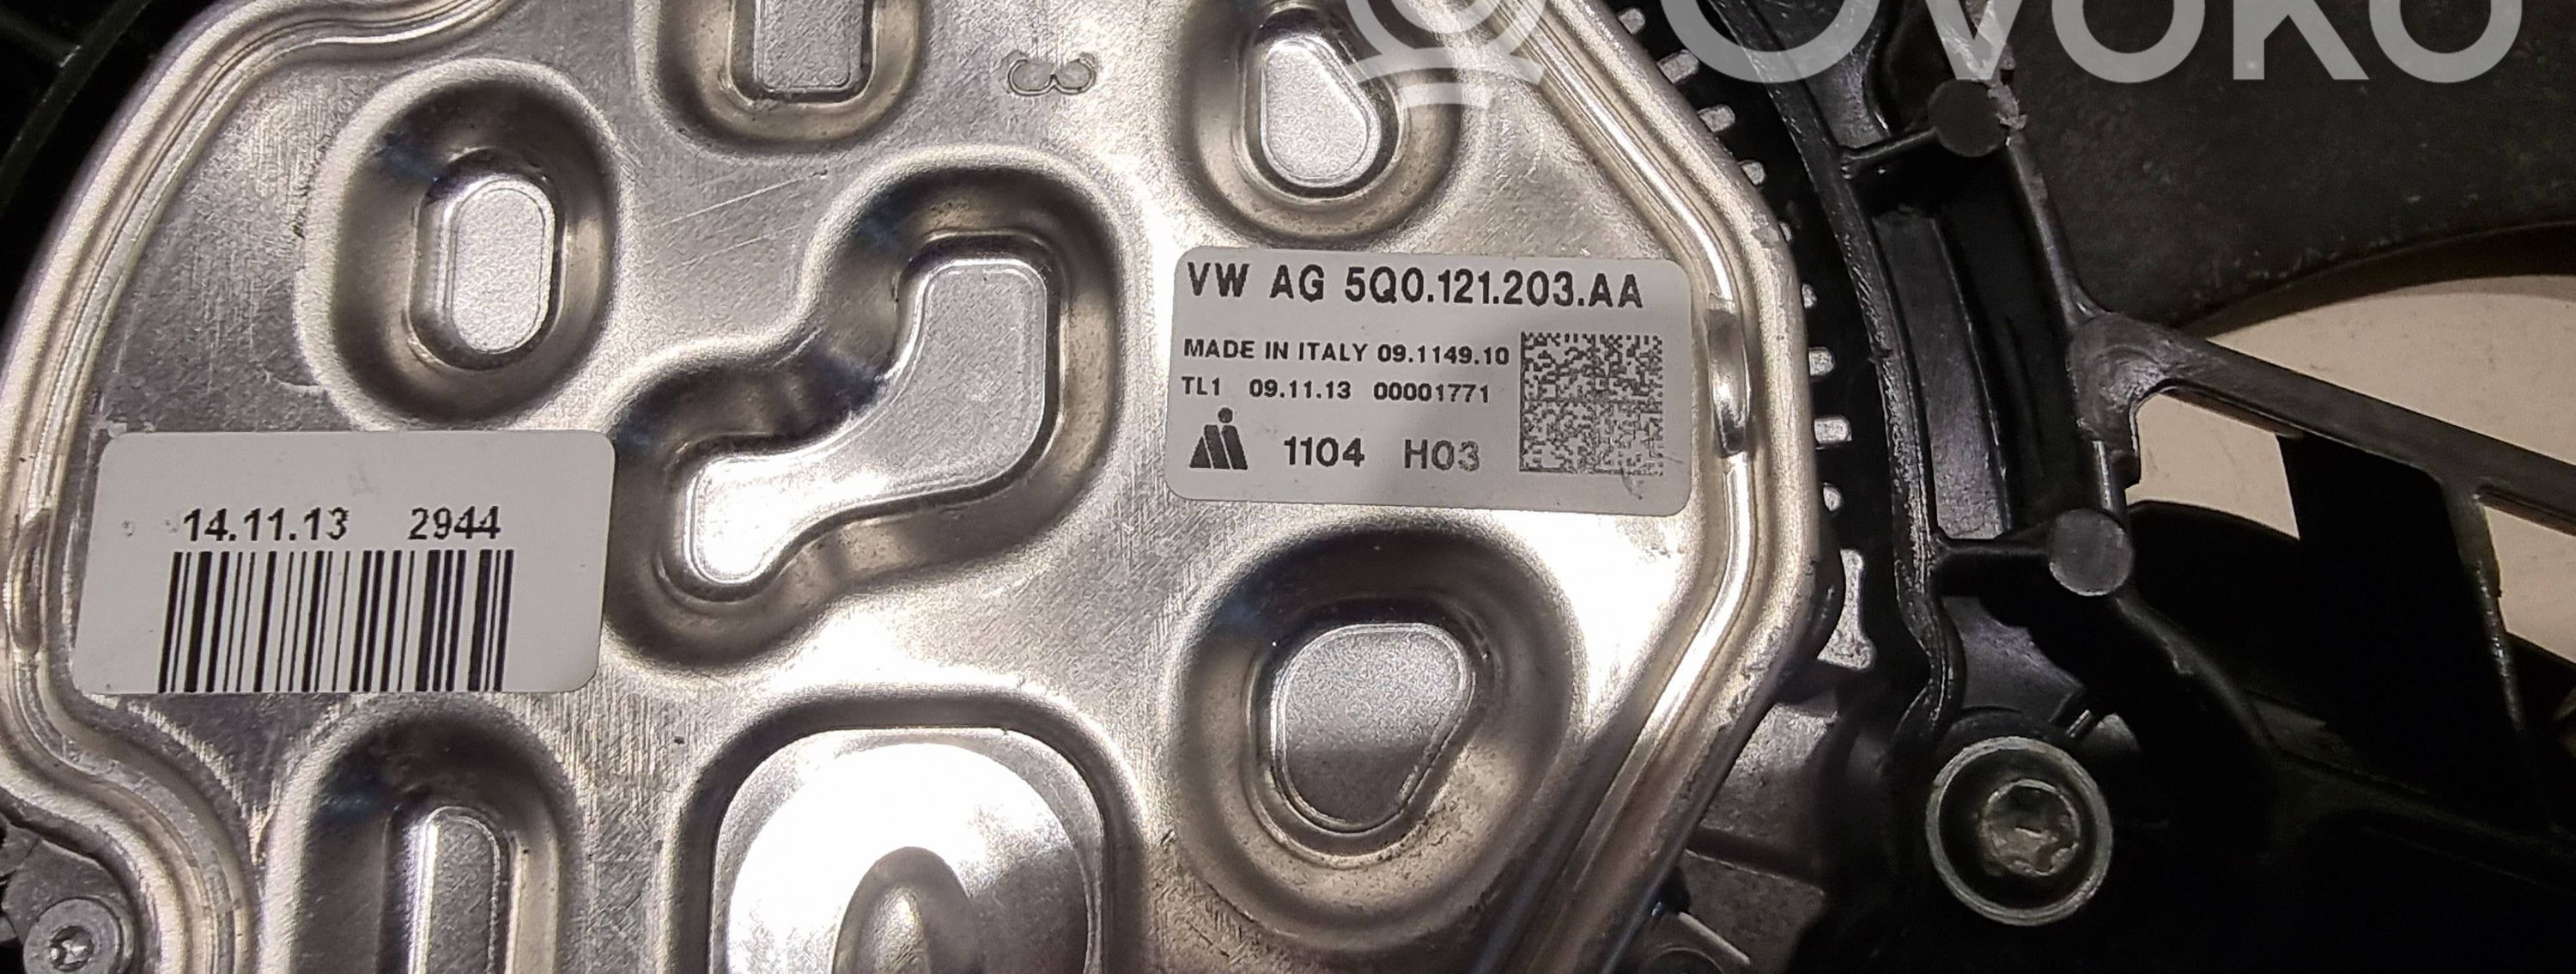 Ovoko
VW AG 5Q0.121.203.AA
MADE IN ITALY 09.1149.10
TL1 09.11.13 00001771
1104 H03
14.11.13 2944